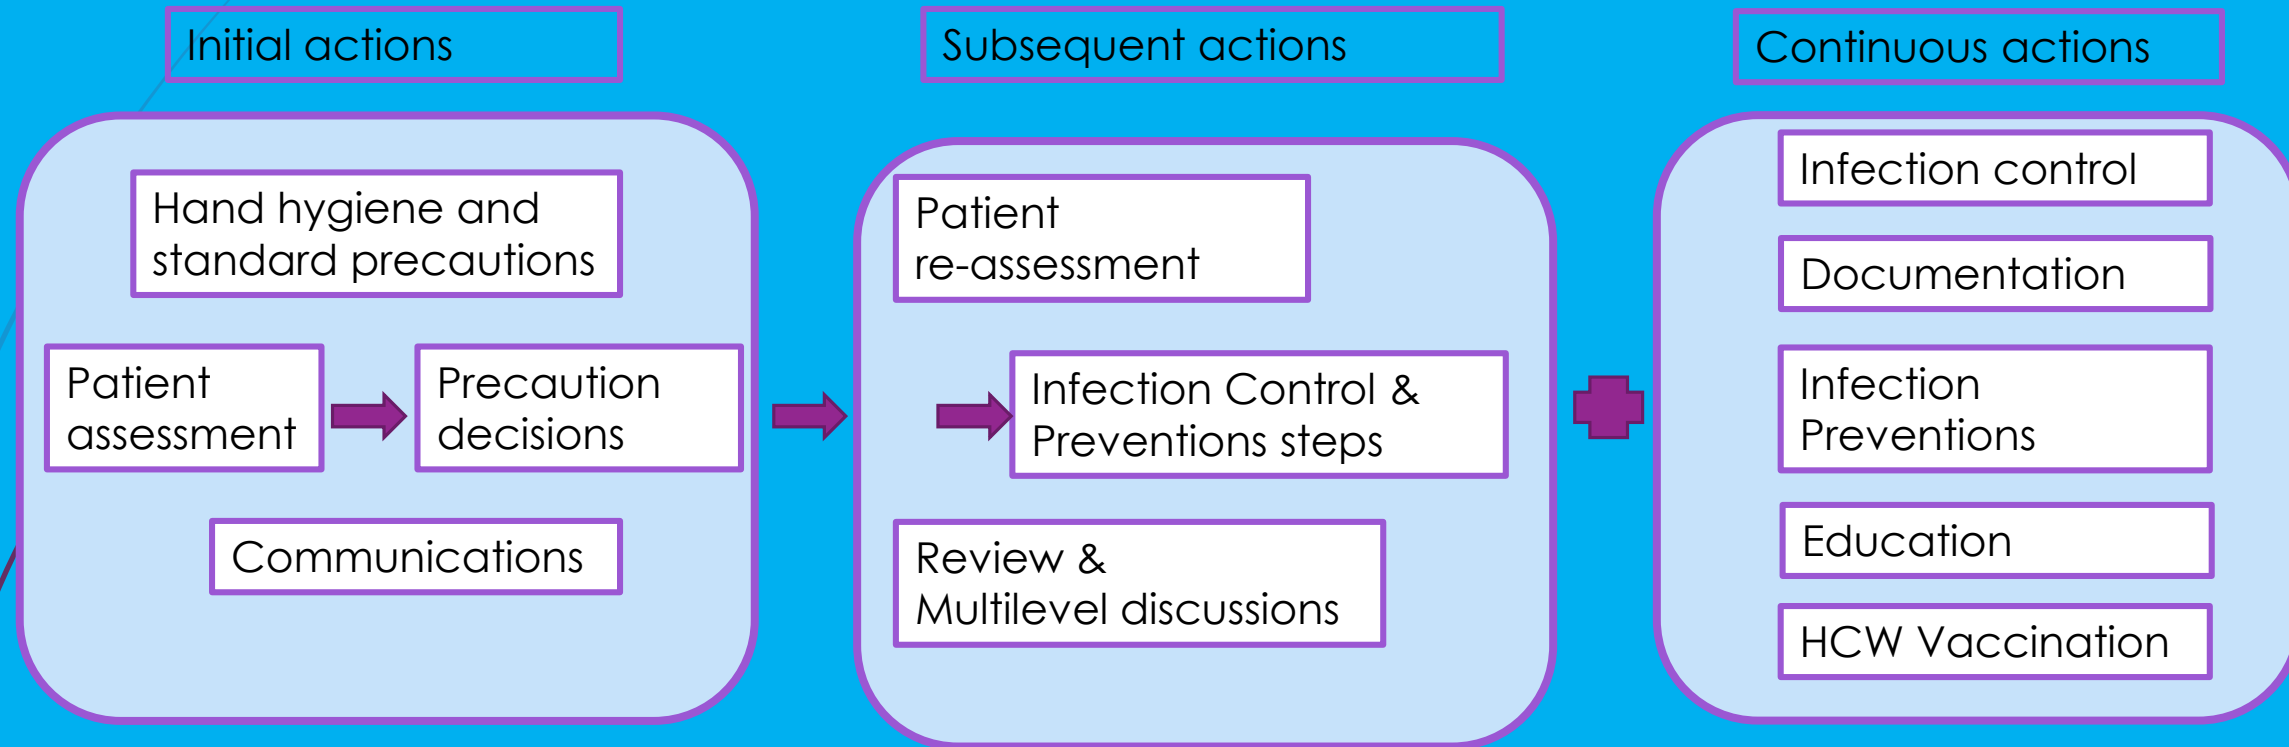 Initial actions
Subsequent actions
Continuous actions
Hand hygiene and
standard precautions
Patient
assessment
Precaution
decisions
Communications
Patient
re-assessment
Infection Control &
Preventions steps
Review &
Multilevel discussions
Infection control
Documentation
Infection
Preventions
Education
HCW Vaccination